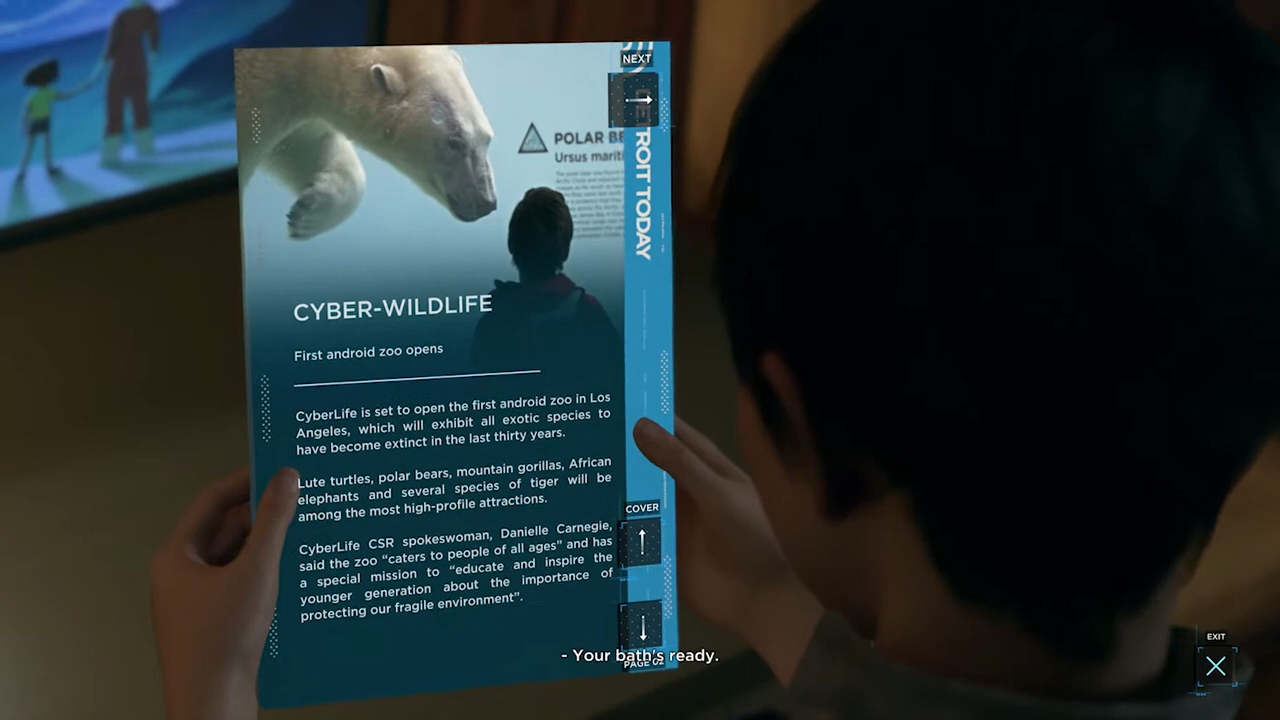 NEXT
POLAR BE
Ursus mariti
DETROIT TODAY
CYBER-WILDLIFE
First android zoo opens
CyberLife is set to open the first android zoo in Los
Angeles, which will exhibit all exotic species to
have become extinct in the last thirty years.
Lute turtles, polar bears, mountain gorillas, African
elephants and several species of tiger will be
among the most high-profile attractions.
CyberLife CSR spokeswoman, Danielle Carnegie,
said the zoo “caters to people of all ages” and has
a special mission to “educate and inspire the
younger generation about the importance of
protecting our fragile environment”.
COVER
- Your bath's ready.
PAGE 02
EXIT